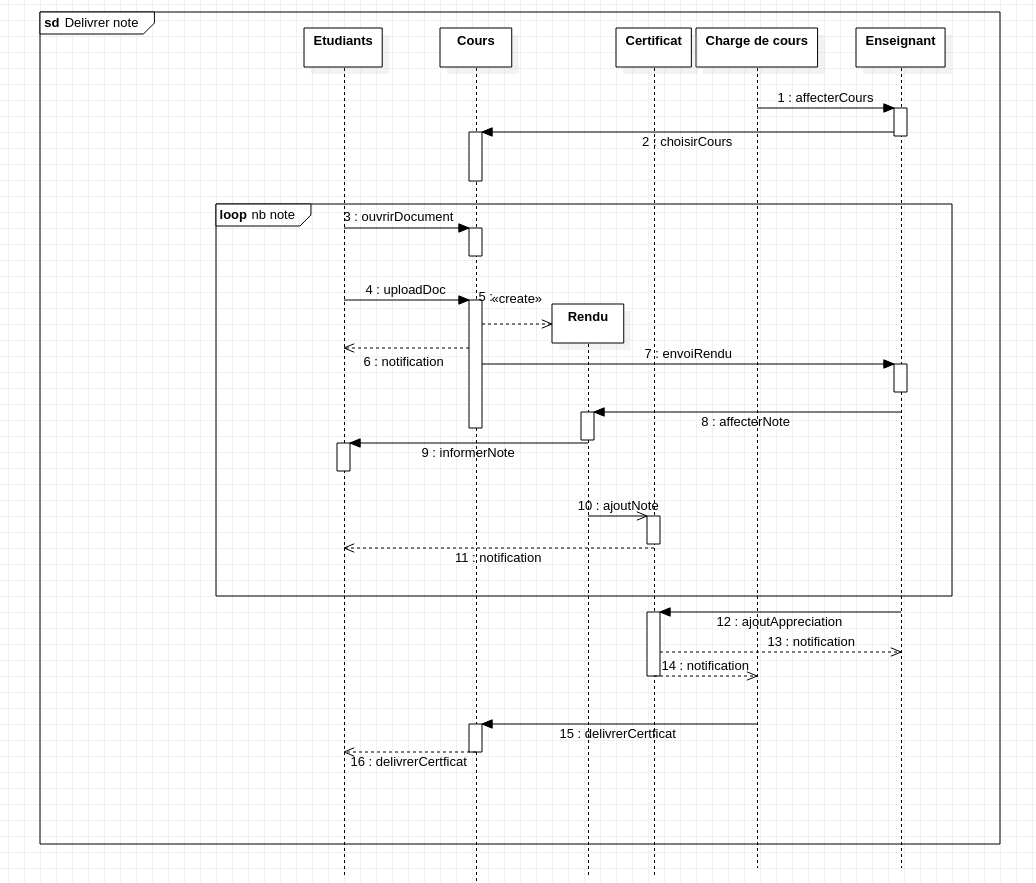 sd Delivrer note
Etudiants
Cours
Certificat
Charge de cours
Enseignant
1 : affecterCours
2 : choisirCours
loop nb note
3 : ouvrirDocument
4 : uploadDoc
5 : «create»
Rendu
6 : notification
7 : envoiRendu
8 : affecterNote
9 : informerNote
10 : ajoutNote
11 : notification
12 : ajoutAppreciation
13 : notification
14 : notification
15 : delivrerCertficat
16 : delivrerCertficat